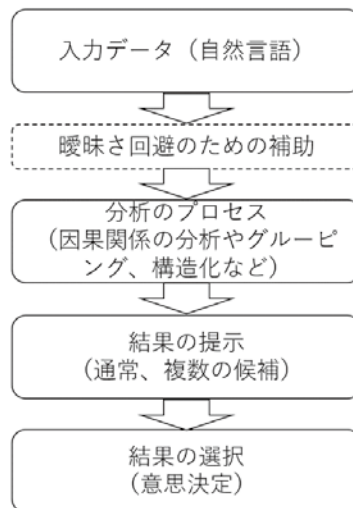 入力データ（自然言語）
曖昧さ回避のための補助
分析のプロセス
(因果関係の分析やグルーピ
ング、構造化など）
結果の提示
(通常、複数の候補）
結果の選択
(意思決定）